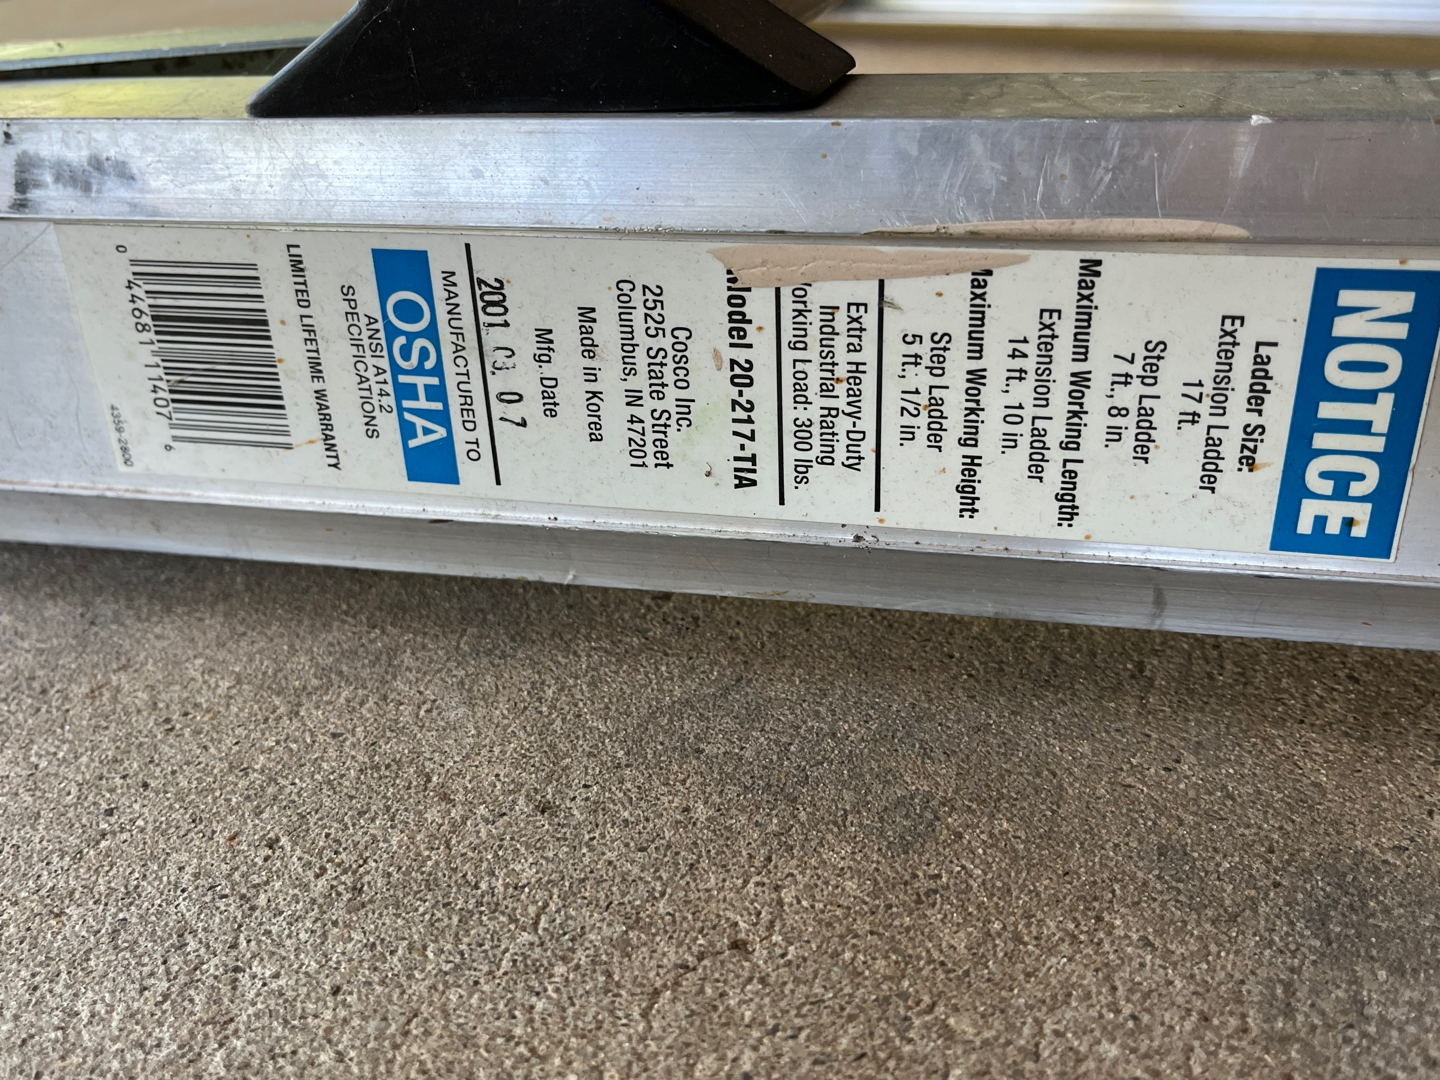 NOTICE
Ladder Size:
Extension Ladder
17 ft.
Step Ladder
7 ft., 8 in.
Maximum Working Length:
Extension Ladder
14 ft., 10 in.
Maximum Working Height:
Step Ladder
5 ft., 1/2 in.
Extra Heavy-Duty
Industrial Rating
orking Load: 300 lbs.
Model 20-217-TIA
Cosco Inc.
2525 State Street
Columbus, IN 47201
Made in Korea
Mfg. Date
2001. 03. 07
MANUFACTURED TO
OSHA
ANSI A14.2
SPECIFICATIONS
LIMITED LIFETIME WARRANTY
0 44681 11407 6
4359-2600